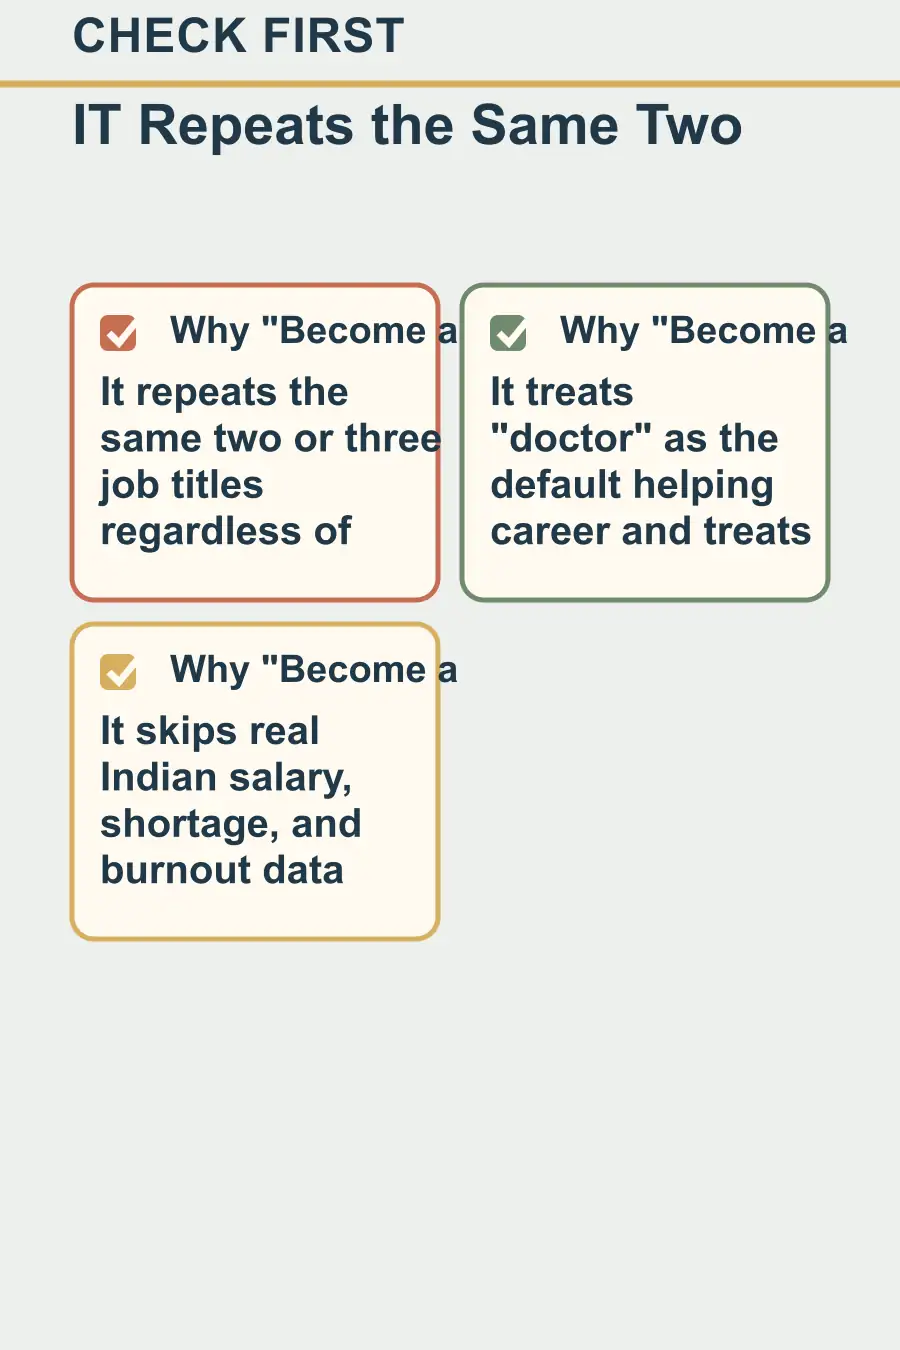 CHECK FIRST
IT Repeats the Same Two
Why "Become a
It repeats the
same two or three
job titles
regardless of
Why "Become a
It treats
"doctor" as the
default helping
career and treats
Why "Become a
It skips real
Indian salary,
shortage, and
burnout data